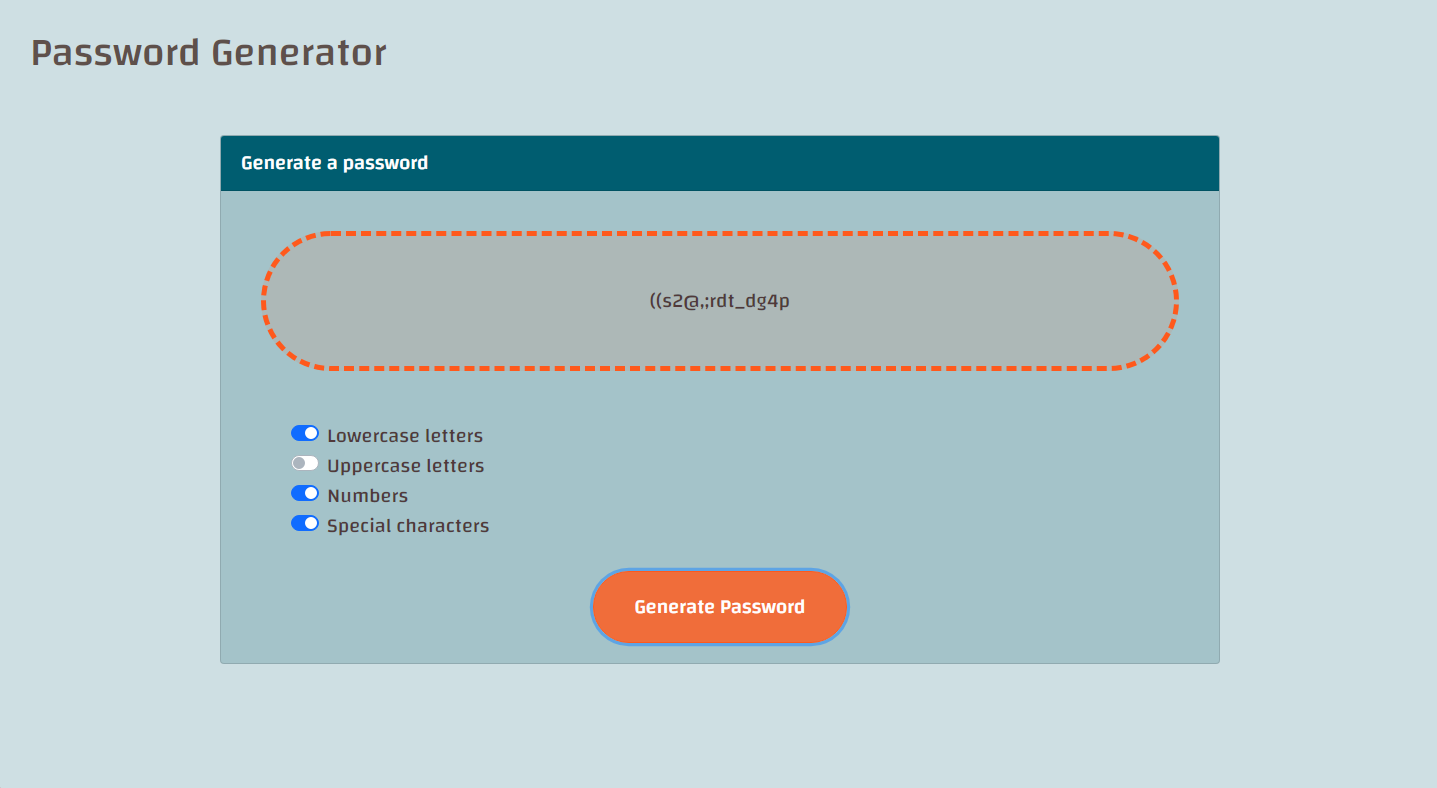 Password Generator
Generate a password
((s2@,;rdt_dg4p
Lowercase letters
Uppercase letters
Numbers
Special characters
Generate Password